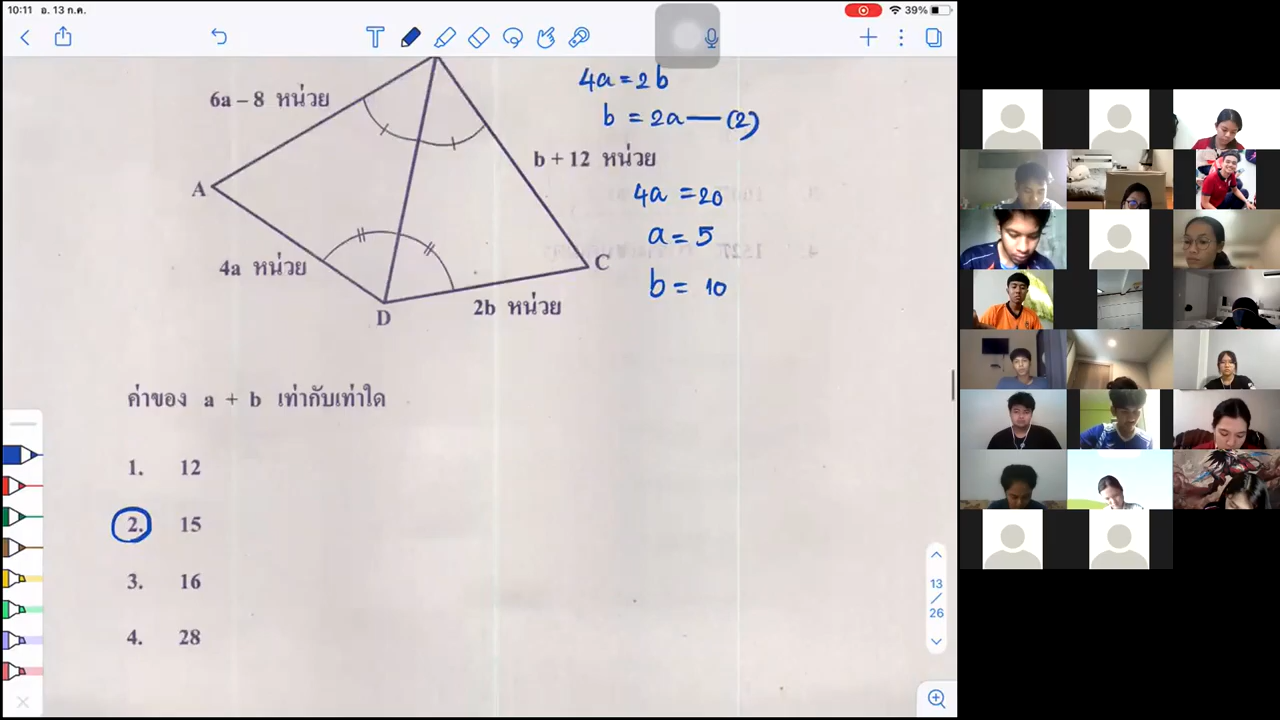 10:11 อ. 13 ก.ค.
39%
T
6a – 8 หน่วย
4a = 2b
b = 2a — (2)
b + 12 หน่วย
A
4a = 20
a = 5
b = 10
C
4a หน่วย
2b หน่วย
D
ค่าของ a + b เท่ากับเท่าใด
1. 12
2. 15
3. 16
4. 28
13
/
26